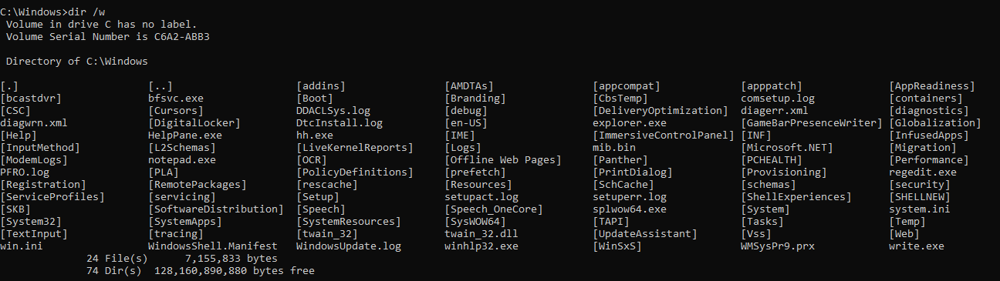 C:\Windows>dir /w
 Volume in drive C has no label.
 Volume Serial Number is C6A2-ABB3

 Directory of C:\Windows

[.]                     [..]                    [addins]                [AMDTAs]                [appcompat]             [apppatch]              [AppReadiness]
[bcastdvr]              bfsvc.exe               [Boot]                  [Branding]              [CbsTemp]               comsetup.log            [containers]
[CSC]                   [Cursors]               DDACLSys.log            [debug]                 [DeliveryOptimization]  diagerr.xml             [diagnostics]
diagwrn.xml             [DigitalLocker]         DtcInstall.log          [en-US]                 explorer.exe            [GameBarPresenceWriter] [Globalization]
[Help]                  HelpPane.exe            hh.exe                  [IME]                   [ImmersiveControlPanel] [INF]                   [InfusedApps]
[InputMethod]           [L2Schemas]             [LiveKernelReports]     [Logs]                  mib.bin                 [Microsoft.NET]         [Migration]
[ModemLogs]             notepad.exe             [OCR]                   [Offline Web Pages]     [Panther]               [PCHEALTH]              [Performance]
PFRO.log                [PLA]                   [PolicyDefinitions]     [prefetch]              [PrintDialog]           [Provisioning]          regedit.exe
[Registration]          [RemotePackages]        [rescache]              [Resources]             [SchCache]              [schemas]               [security]
[ServiceProfiles]       [servicing]             [Setup]                 setupact.log            setuperr.log            [ShellExperiences]      [SHELLNEW]
[SKB]                   [SoftwareDistribution]  [Speech]                [Speech_OneCore]        splwow64.exe            [System]                system.ini
[System32]              [SystemApps]            [SystemResources]       [SysWOW64]              [TAPI]                  [Tasks]                 [Temp]
[TextInput]             [tracing]               [twain_32]              twain_32.dll            [UpdateAssistant]       [Vss]                   [Web]
win.ini                 WindowsShell.Manifest   WindowsUpdate.log       winhlp32.exe            [WinSxS]                WMSysPr9.prx            write.exe
              24 File(s)      7,155,833 bytes
              74 Dir(s)  128,160,890,880 bytes free